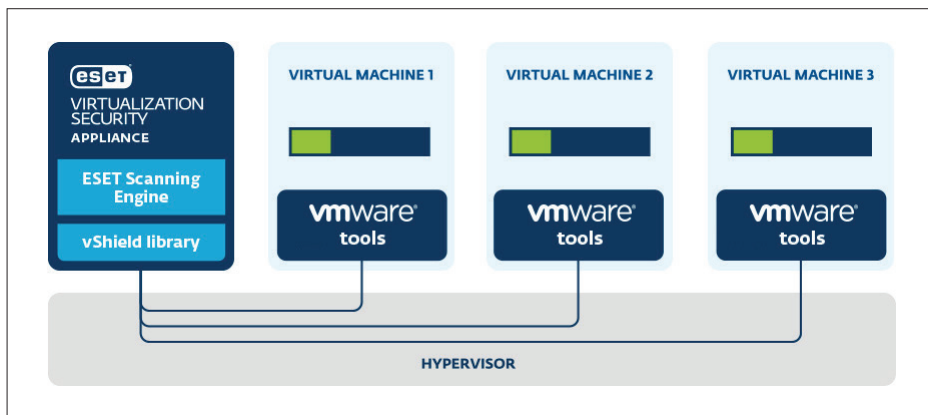 eset
VIRTUALIZATION
SECURITY
APPLIANCE
ESET Scanning
Engine
vShield library
VIRTUAL MACHINE 1
vmware®
tools
VIRTUAL MACHINE 2
vmware®
tools
VIRTUAL MACHINE 3
vmware®
tools
HYPERVISOR